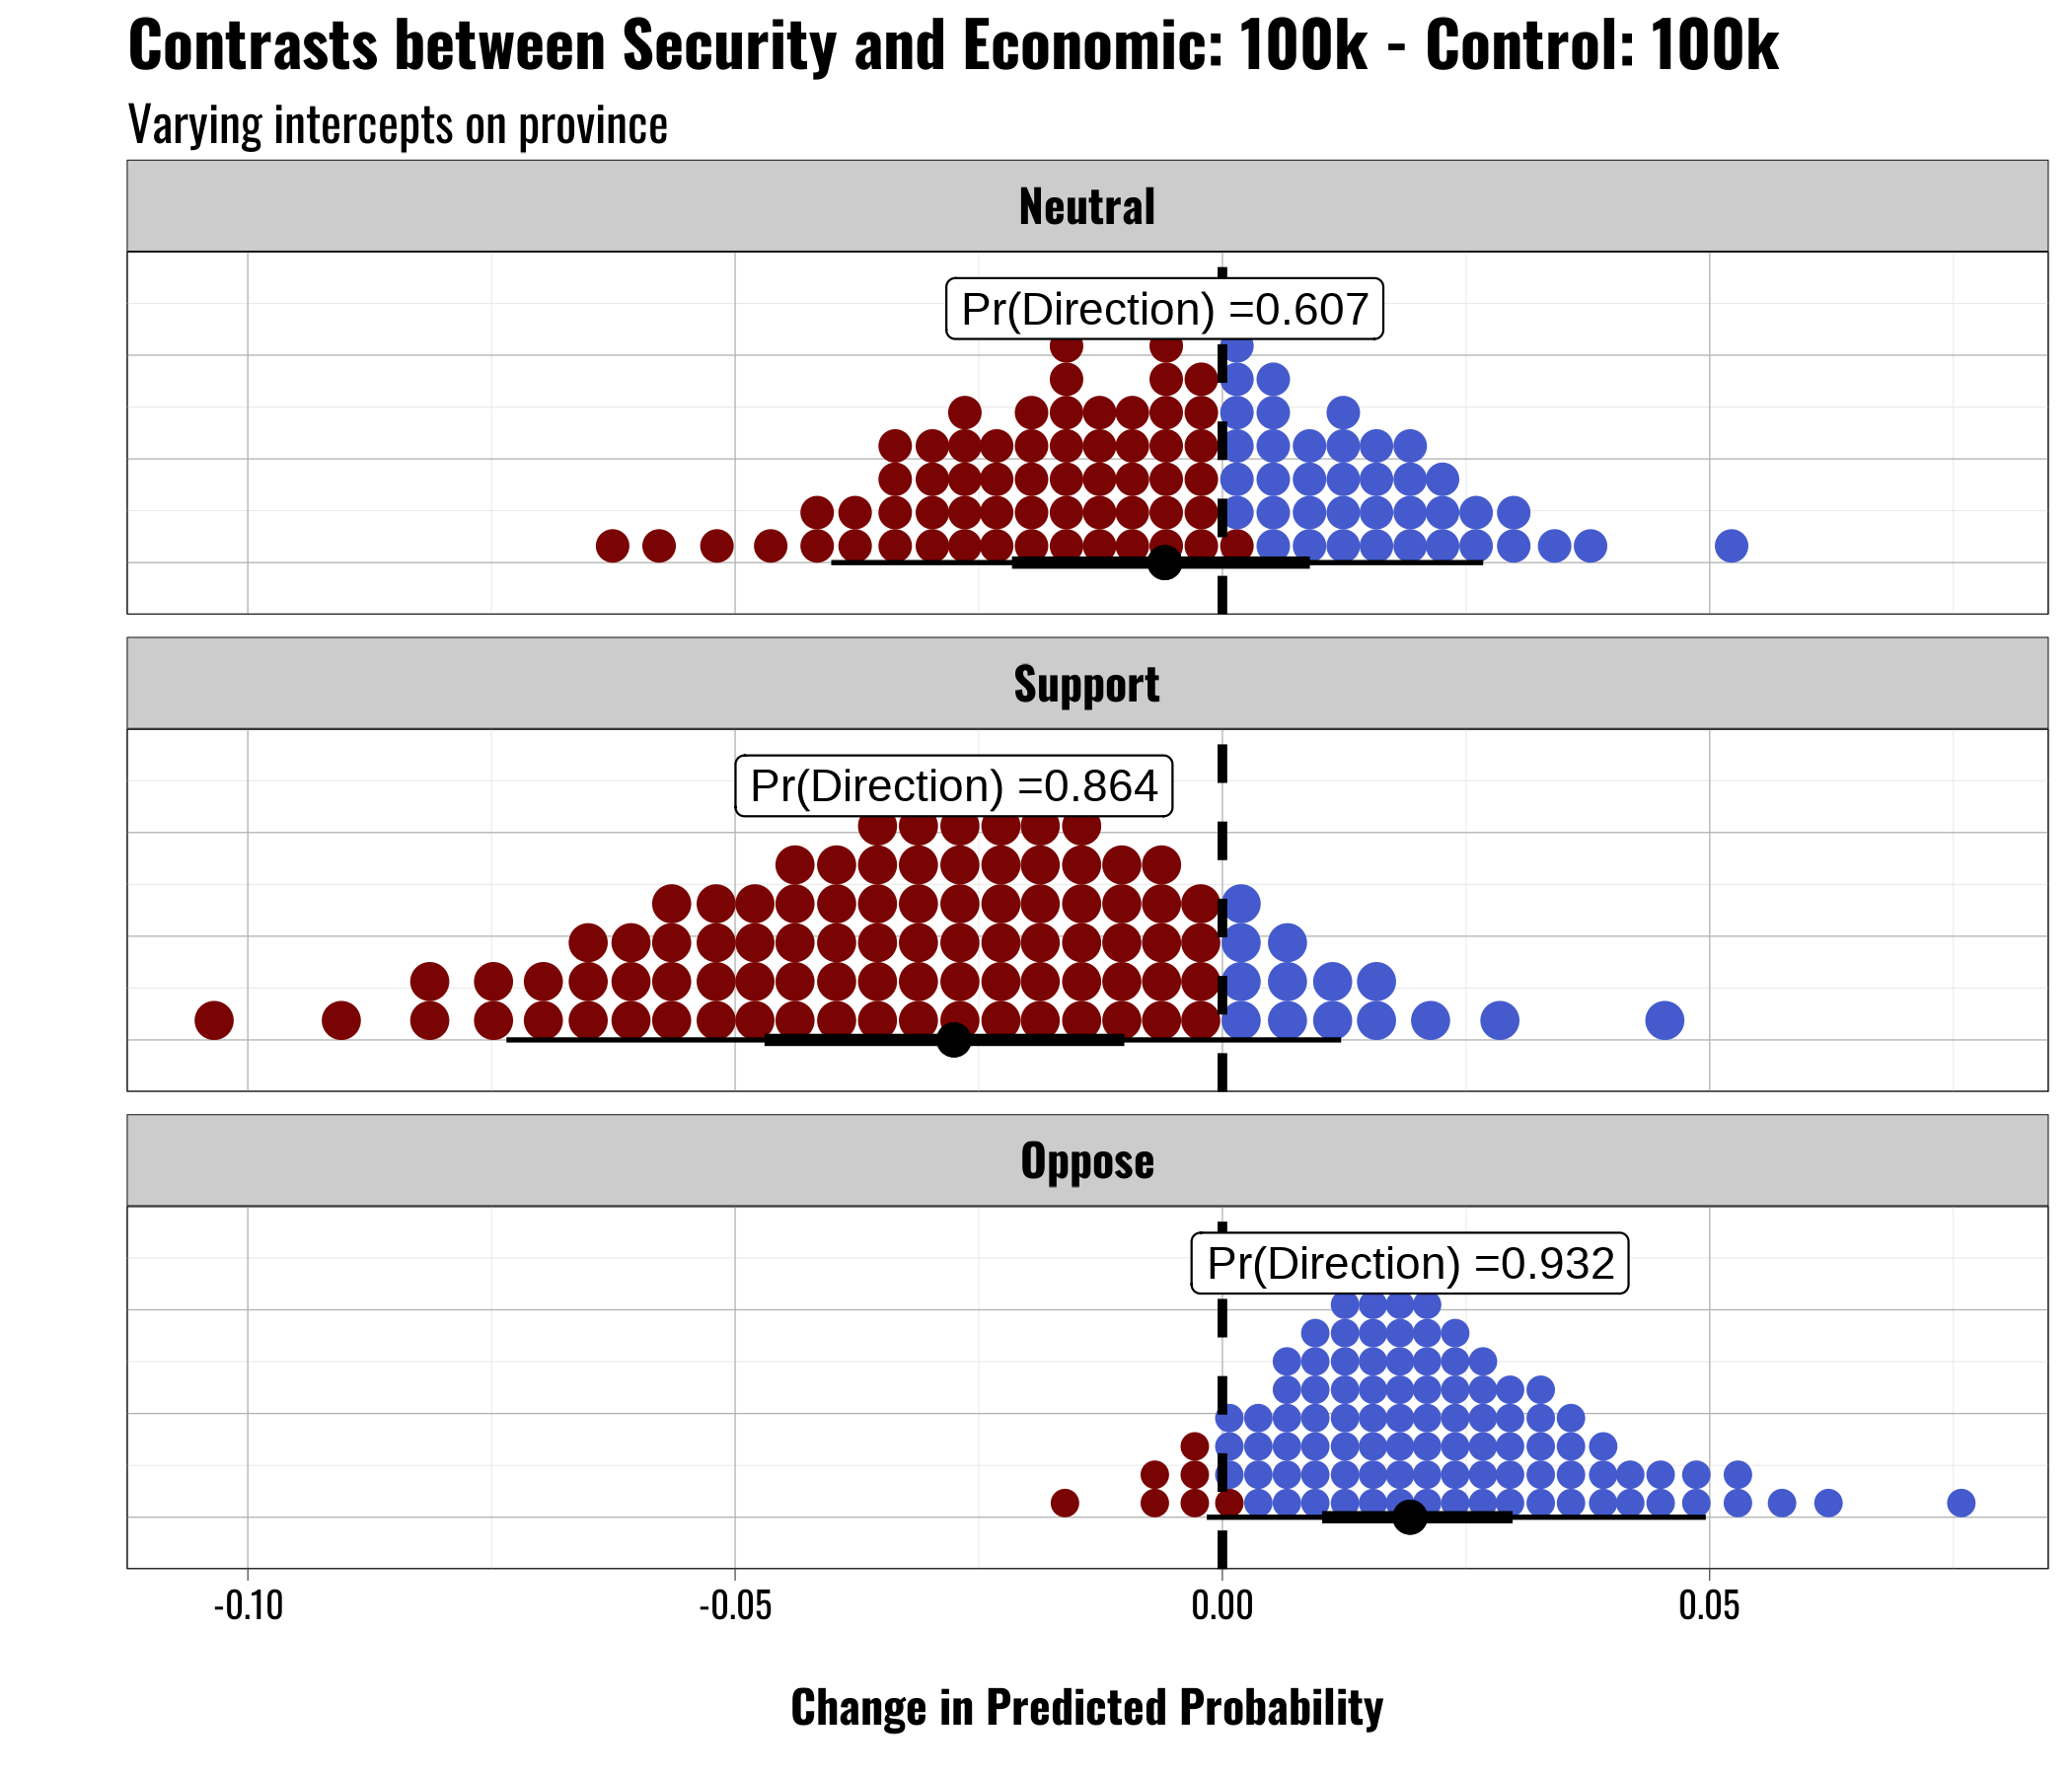 Contrasts between Security and Economic: 100k - Control: 100k
Varying intercepts on province
Neutral
Pr(Direction) =0.607
Support
Pr(Direction) =0.864
Oppose
Pr(Direction) =0.932
-0.10 -0.05 0.00 0.05
Change in Predicted Probability